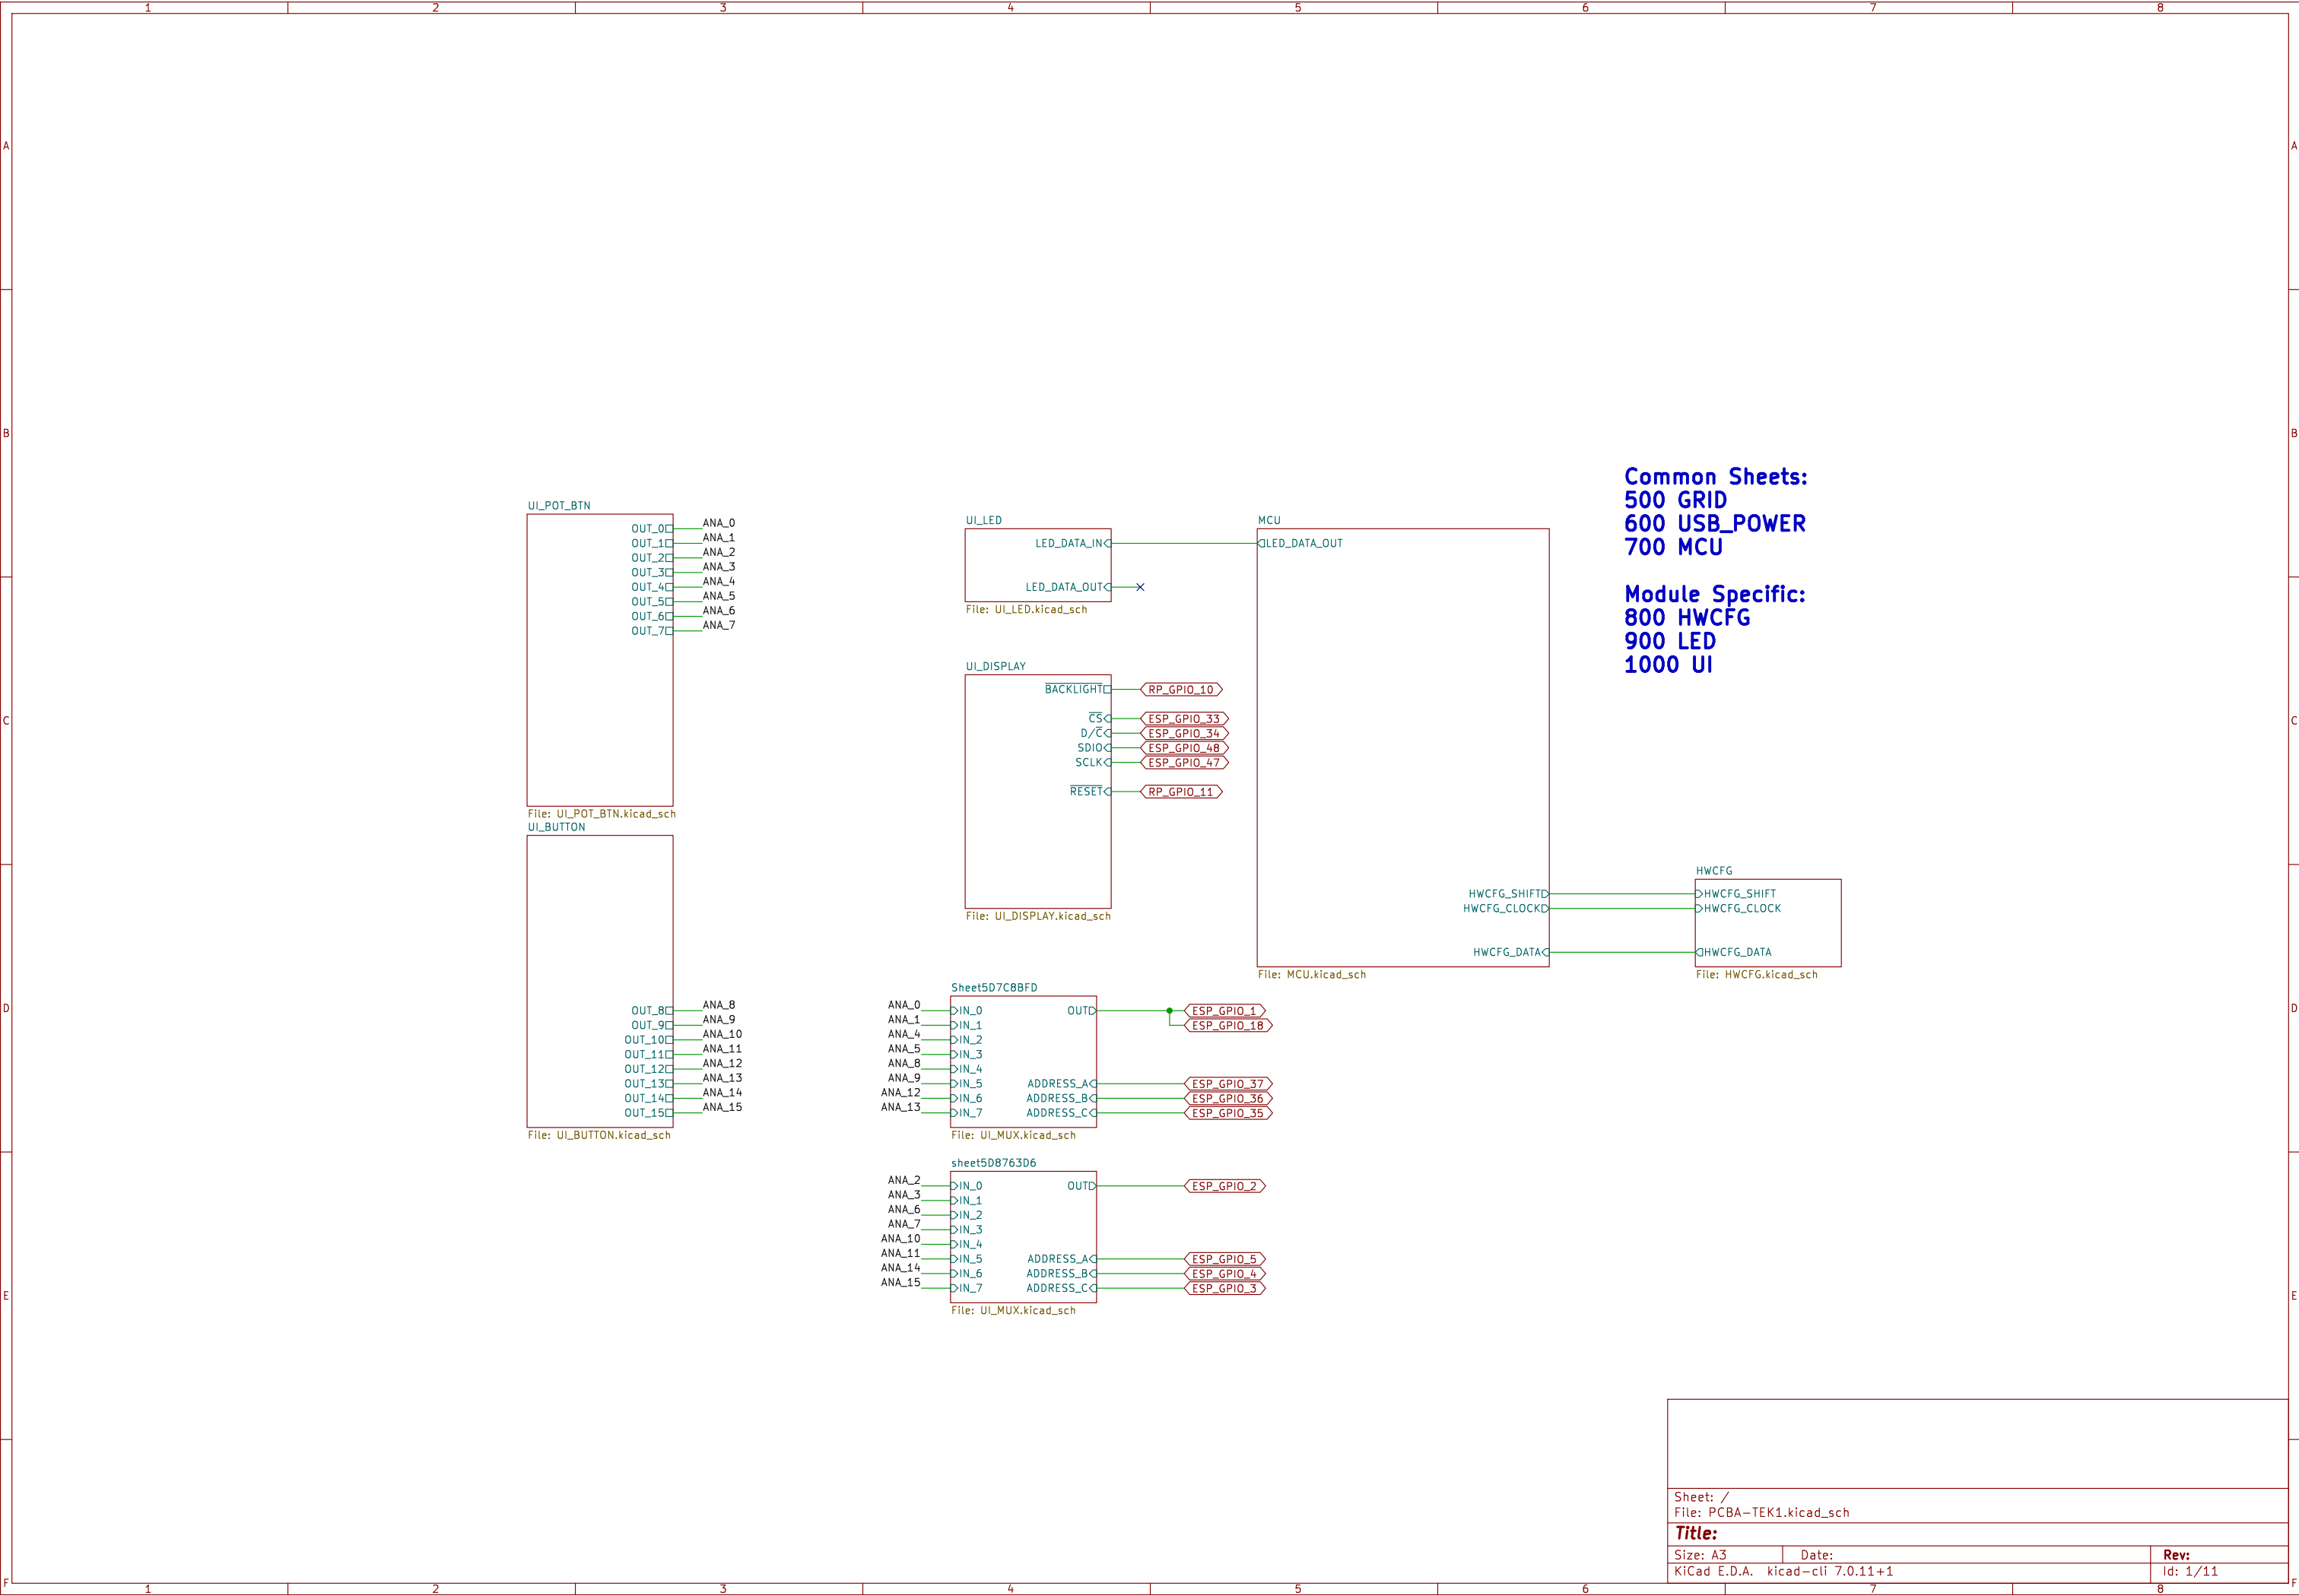 1 2 3 4 5 6 7 8
A A
B B
C C
D D
E E
F F
UI_POT_BTN
OUT_0 ANA_0
OUT_1 ANA_1
OUT_2 ANA_2
OUT_3 ANA_3
OUT_4 ANA_4
OUT_5 ANA_5
OUT_6 ANA_6
OUT_7 ANA_7
File: UI_POT_BTN.kicad_sch
UI_BUTTON
OUT_8 ANA_8
OUT_9 ANA_9
OUT_10 ANA_10
OUT_11 ANA_11
OUT_12 ANA_12
OUT_13 ANA_13
OUT_14 ANA_14
OUT_15 ANA_15
File: UI_BUTTON.kicad_sch
UI_LED
LED_DATA_IN
LED_DATA_OUT
File: UI_LED.kicad_sch
UI_DISPLAY
BACKLIGHT RP_GPIO_10
CS ESP_GPIO_33
D/C ESP_GPIO_34
SDIO ESP_GPIO_48
SCLK ESP_GPIO_47
RESET RP_GPIO_11
File: UI_DISPLAY.kicad_sch
Sheet5D7C8BFD
ANA_0 IN_0 OUT ESP_GPIO_1
ANA_1 IN_1 ESP_GPIO_18
ANA_4 IN_2
ANA_5 IN_3
ANA_8 IN_4
ANA_9 IN_5 ADDRESS_A ESP_GPIO_37
ANA_12 IN_6 ADDRESS_B ESP_GPIO_36
ANA_13 IN_7 ADDRESS_C ESP_GPIO_35
File: UI_MUX.kicad_sch
sheet5D8763D6
ANA_2 IN_0 OUT ESP_GPIO_2
ANA_3 IN_1
ANA_6 IN_2
ANA_7 IN_3
ANA_10 IN_4
ANA_11 IN_5 ADDRESS_A ESP_GPIO_5
ANA_14 IN_6 ADDRESS_B ESP_GPIO_4
ANA_15 IN_7 ADDRESS_C ESP_GPIO_3
File: UI_MUX.kicad_sch
MCU
LED_DATA_OUT
HWCFG_SHIFT
HWCFG_CLOCK
HWCFG_DATA
File: MCU.kicad_sch
HWCFG
HWCFG_SHIFT
HWCFG_CLOCK
HWCFG_DATA
File: HWCFG.kicad_sch
Common Sheets:
500 GRID
600 USB_POWER
700 MCU
Module Specific:
800 HWCFG
900 LED
1000 UI
Sheet: /
File: PCBA-TEK1.kicad_sch
Title:
Size: A3 Date: Rev:
KiCad E.D.A. kicad-cli 7.0.11+1 Id: 1/11
1 2 3 4 5 6 7 8